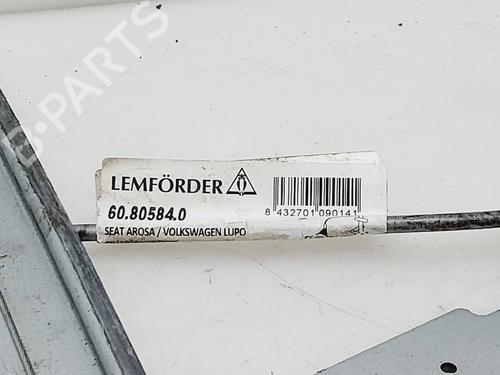 B-PARTS
LEMFÖRDER
60.80584.0
8 432701 090141
SEAT AROSA / VOLKSWAGEN LUPO